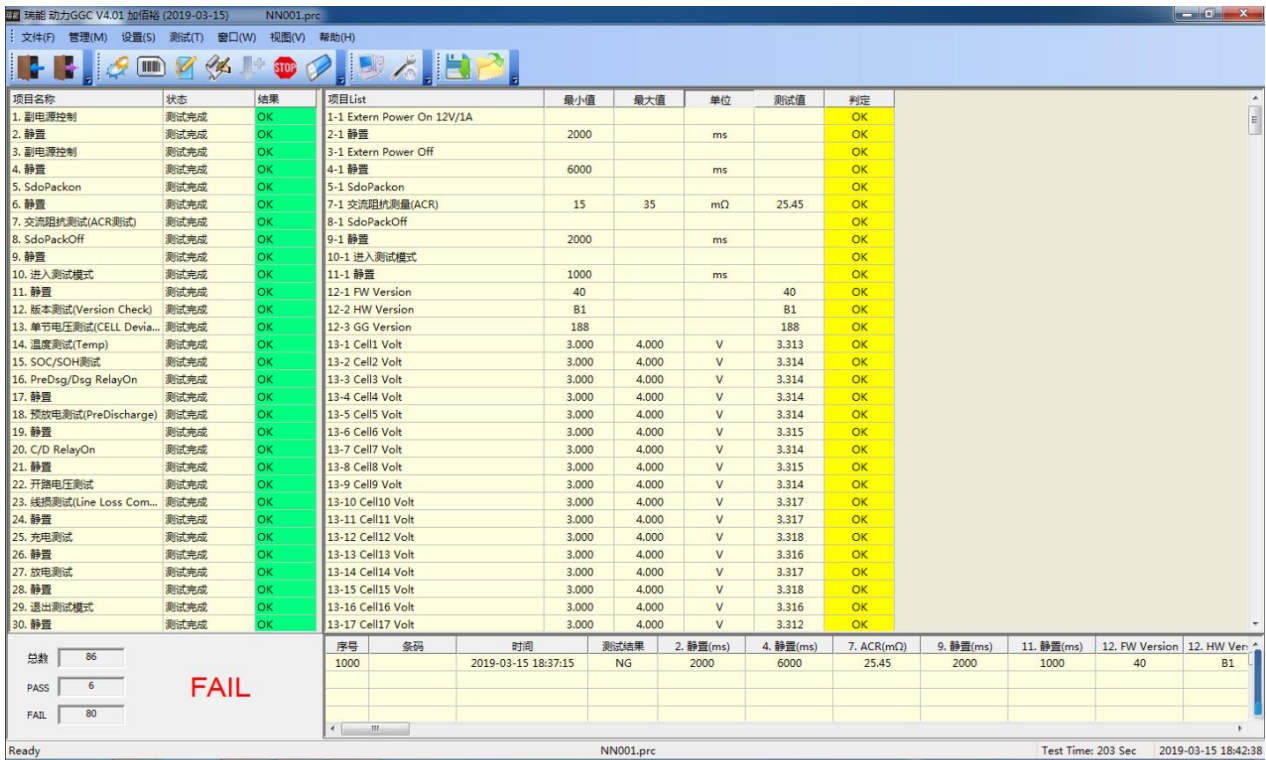 瑞能 动力GGC V4.01 加佰裕 (2019-03-15) NN001.prc
文件(F) 管理(M) 设置(S) 测试(T) 窗口(W) 视图(V) 帮助(H)
STOP
项目名称 状态 结果
1. 副电源控制 测试完成 OK
2. 静置 测试完成 OK
3. 副电源控制 测试完成 OK
4. 静置 测试完成 OK
5. SdoPackon 测试完成 OK
6. 静置 测试完成 OK
7. 交流阻抗测试(ACR测试) 测试完成 OK
8. SdoPackOff 测试完成 OK
9. 静置 测试完成 OK
10. 进入测试模式 测试完成 OK
11. 静置 测试完成 OK
12. 版本测试(Version Check) 测试完成 OK
13. 单节电压测试(CELL Devia... 测试完成 OK
14. 温度测试(Temp) 测试完成 OK
15. SOC/SOH测试 测试完成 OK
16. PreDsg/Dsg RelayOn 测试完成 OK
17. 静置 测试完成 OK
18. 预放电测试(PreDischarge) 测试完成 OK
19. 静置 测试完成 OK
20. C/D RelayOn 测试完成 OK
21. 静置 测试完成 OK
22. 开路电压测试 测试完成 OK
23. 线损测试(Line Loss Com... 测试完成 OK
24. 静置 测试完成 OK
25. 充电测试 测试完成 OK
26. 静置 测试完成 OK
27. 放电测试 测试完成 OK
28. 静置 测试完成 OK
29. 退出测试模式 测试完成 OK
30. 静置 测试完成 OK
项目List 最小值 最大值 单位 测试值 判定
1-1 Extern Power On 12V/1A OK
2-1 静置 2000 ms OK
3-1 Extern Power Off OK
4-1 静置 6000 ms OK
5-1 SdoPackon OK
7-1 交流阻抗测量(ACR) 15 35 mΩ 25.45 OK
8-1 SdoPackOff OK
9-1 静置 2000 ms OK
10-1 进入测试模式 OK
11-1 静置 1000 ms OK
12-1 FW Version 40 40 OK
12-2 HW Version B1 B1 OK
12-3 GG Version 188 188 OK
13-1 Cell1 Volt 3.000 4.000 V 3.313 OK
13-2 Cell2 Volt 3.000 4.000 V 3.314 OK
13-3 Cell3 Volt 3.000 4.000 V 3.314 OK
13-4 Cell4 Volt 3.000 4.000 V 3.314 OK
13-5 Cell5 Volt 3.000 4.000 V 3.314 OK
13-6 Cell6 Volt 3.000 4.000 V 3.315 OK
13-7 Cell7 Volt 3.000 4.000 V 3.314 OK
13-8 Cell8 Volt 3.000 4.000 V 3.315 OK
13-9 Cell9 Volt 3.000 4.000 V 3.314 OK
13-10 Cell10 Volt 3.000 4.000 V 3.317 OK
13-11 Cell11 Volt 3.000 4.000 V 3.317 OK
13-12 Cell12 Volt 3.000 4.000 V 3.318 OK
13-13 Cell13 Volt 3.000 4.000 V 3.316 OK
13-14 Cell14 Volt 3.000 4.000 V 3.317 OK
13-15 Cell15 Volt 3.000 4.000 V 3.318 OK
13-16 Cell16 Volt 3.000 4.000 V 3.316 OK
13-17 Cell17 Volt 3.000 4.000 V 3.312 OK
总数 86
PASS 6
FAIL 80
FAIL
序号 条码 时间 测试结果 2. 静置(ms) 4. 静置(ms) 7. ACR(mΩ) 9. 静置(ms) 11. 静置(ms) 12. FW Version 12. HW Ver
1000 2019-03-15 18:37:15 NG 2000 6000 25.45 2000 1000 40 B1
Ready NN001.prc Test Time: 203 Sec 2019-03-15 18:42:38